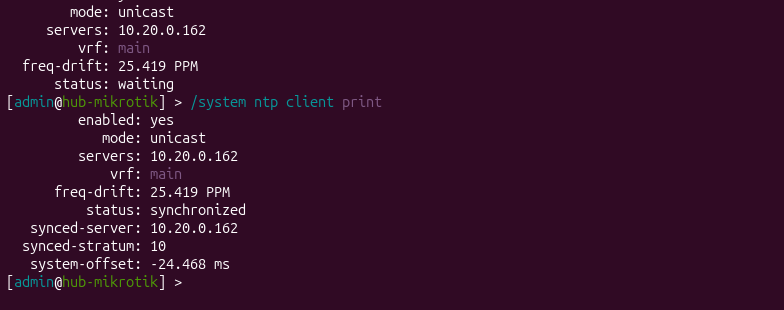 mode: unicast
servers: 10.20.0.162
vrf: main
freq-drift: 25.419 PPM
status: waiting
[admin@hub-mikrotik] > /system ntp client print
enabled: yes
mode: unicast
servers: 10.20.0.162
vrf: main
freq-drift: 25.419 PPM
status: synchronized
synced-server: 10.20.0.162
synced-stratum: 10
system-offset: -24.468 ms
[admin@hub-mikrotik] >